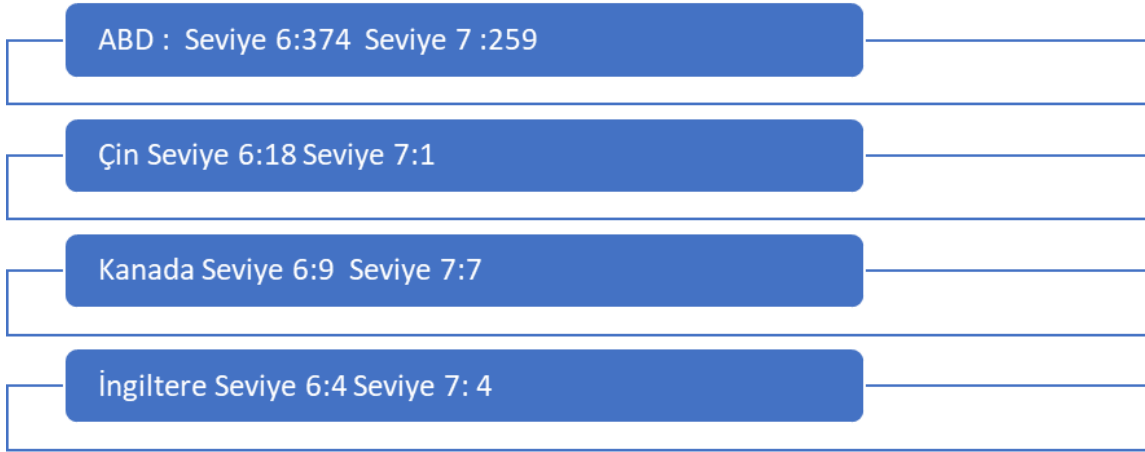 ABD : Seviye 6:374 Seviye 7 :259
Çin Seviye 6:18 Seviye 7:1
Kanada Seviye 6:9 Seviye 7:7
İngiltere Seviye 6:4 Seviye 7: 4